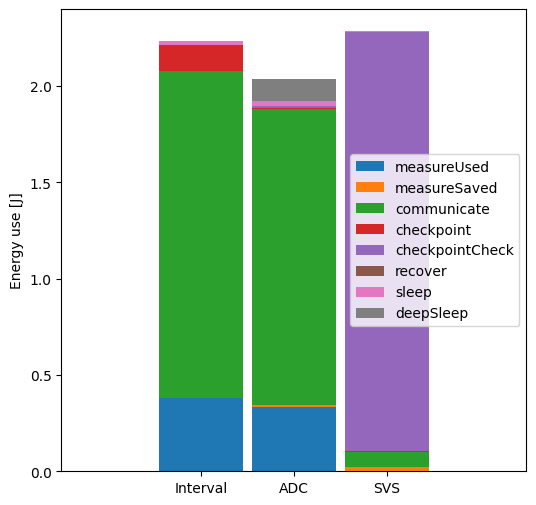 Energy use [J]
2.0
1.5
1.0
0.5
0.0
measureUsed
measureSaved
communicate
checkpoint
checkpointCheck
recover
sleep
deepSleep
Interval ADC SVS